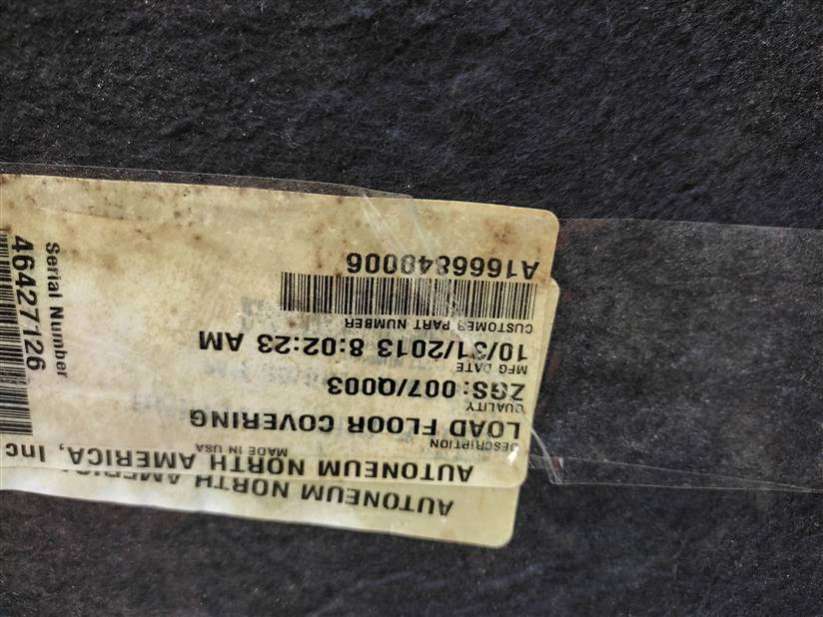 AUTONEUM NORTH AMERICA,
AUTONEUM NORTH AMERICA, Inc
MADE IN USA
DESCRIPTION
LOAD FLOOR COVERING
QUALITY
ZGS: 007/Q003
MFG DATE
10/31/2013 8:02:23 AM
CUSTOMER PART NUMBER
A1666840006
Serial Number
46427126